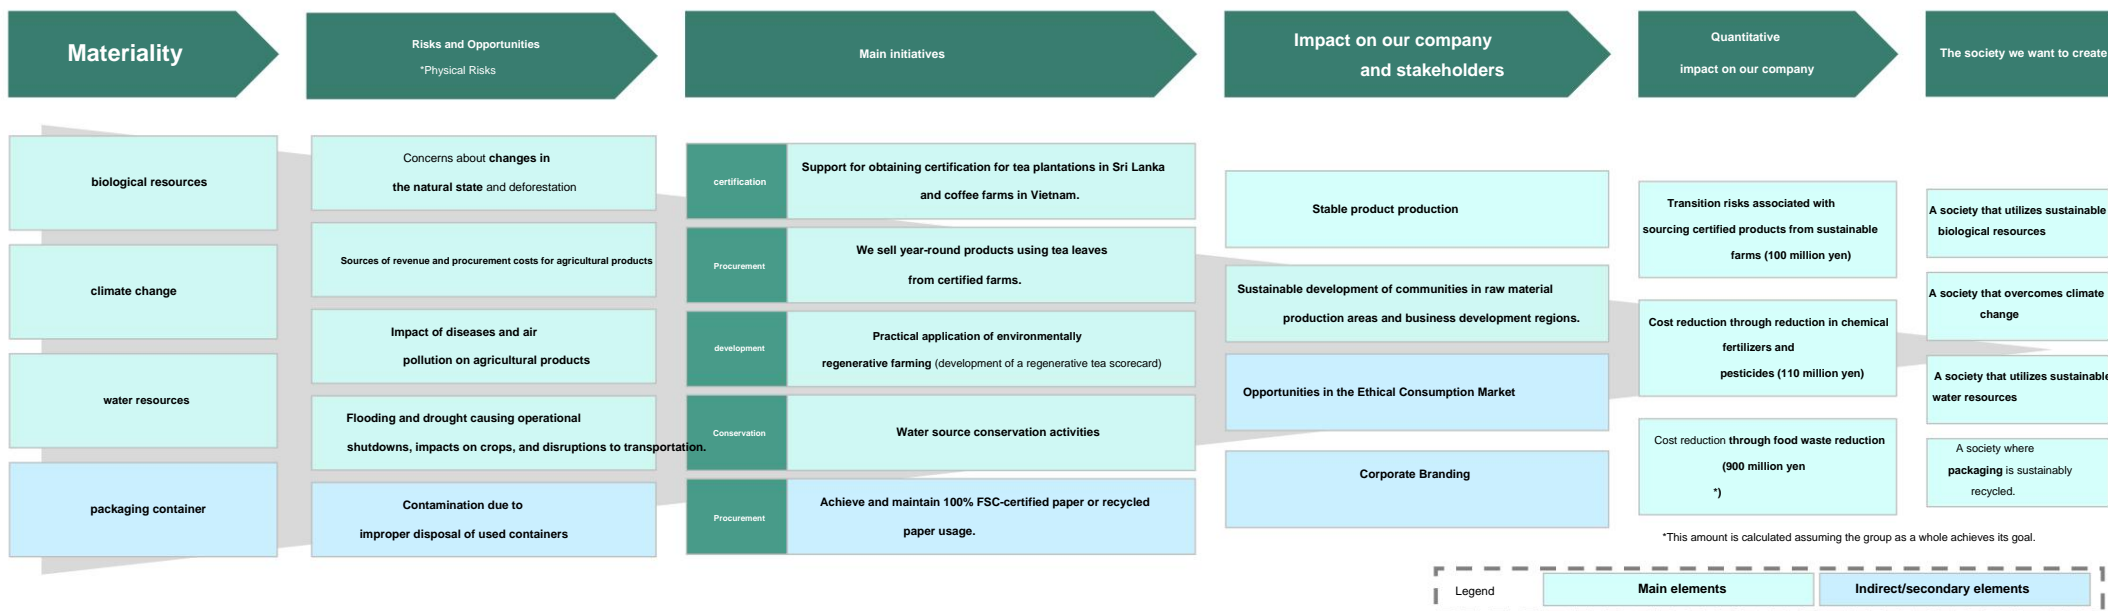 Materiality
Risks and Opportunities
*Physical Risks
Main initiatives
Impact on our company
and stakeholders
Quantitative
impact on our company
The society we want to create
biological resources
climate change
water resources
packaging container
Concerns about changes in
the natural state and deforestation
Sources of revenue and procurement costs for agricultural products
Impact of diseases and air
pollution on agricultural products
Flooding and drought causing operational
shutdowns, impacts on crops, and disruptions to transportation.
Contamination due to
improper disposal of used containers
certification
Support for obtaining certification for tea plantations in Sri Lanka
and coffee farms in Vietnam.
Procurement
We sell year-round products using tea leaves
from certified farms.
development
Practical application of environmentally
regenerative farming (development of a regenerative tea scorecard)
Conservation
Water source conservation activities
Procurement
Achieve and maintain 100% FSC-certified paper or recycled
paper usage.
Stable product production
Sustainable development of communities in raw material
production areas and business development regions.
Opportunities in the Ethical Consumption Market
Corporate Branding
Transition risks associated with
sourcing certified products from sustainable
farms (100 million yen)
Cost reduction through reduction in chemical
fertilizers and
pesticides (110 million yen)
Cost reduction through food waste reduction
(900 million yen
*)
A society that utilizes sustainable
biological resources
A society that overcomes climate
change
A society that utilizes sustainable
water resources
A society where
packaging is sustainably
recycled.
*This amount is calculated assuming the group as a whole achieves its goal.
Legend
Main elements
Indirect/secondary elements